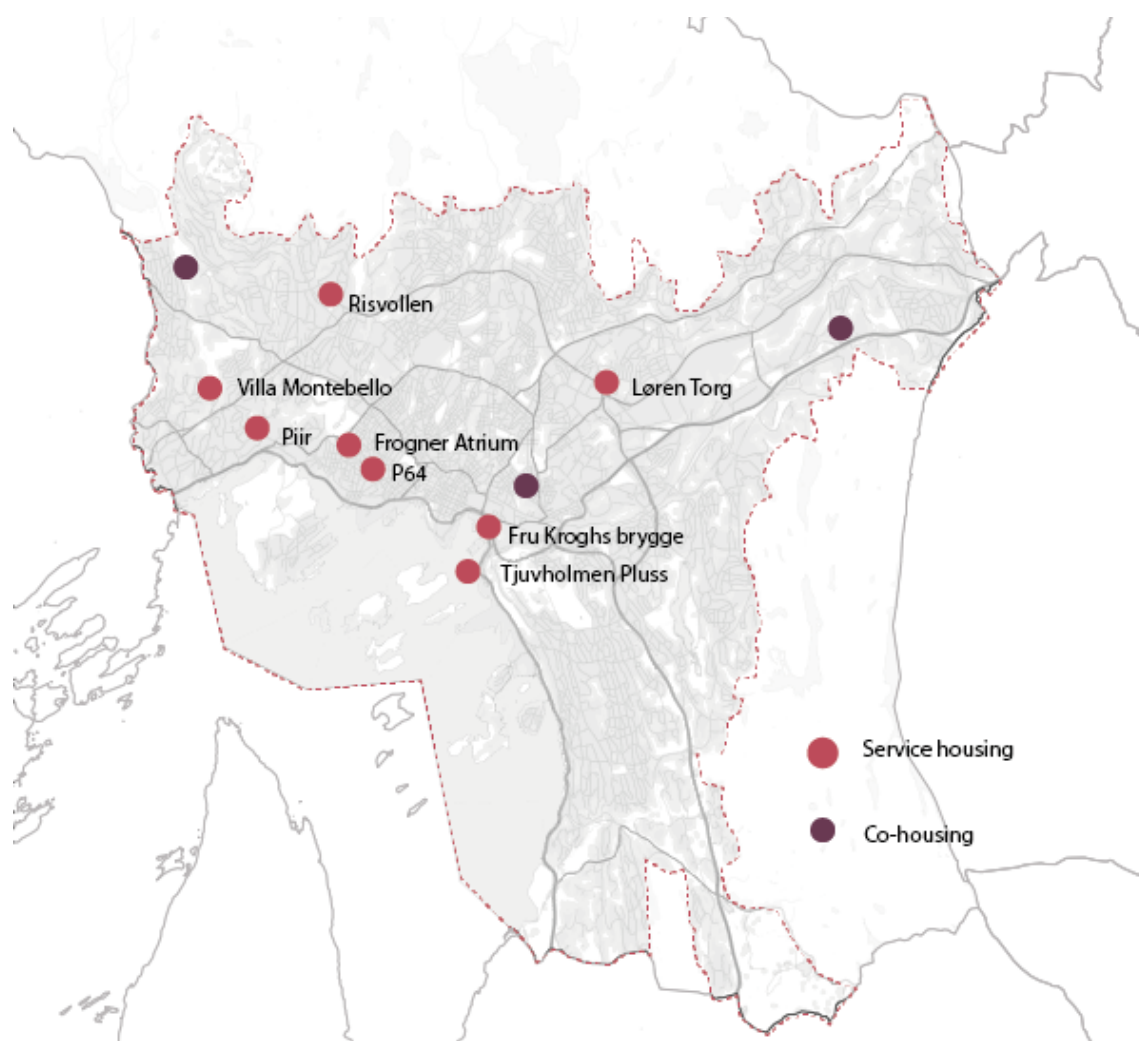 Risvollen
Villa Montebello
Løren Torg
Piir
Frogner Atrium
P64
Fru Kroghs brygge
Tjuvholmen Pluss
Service housing
Co-housing